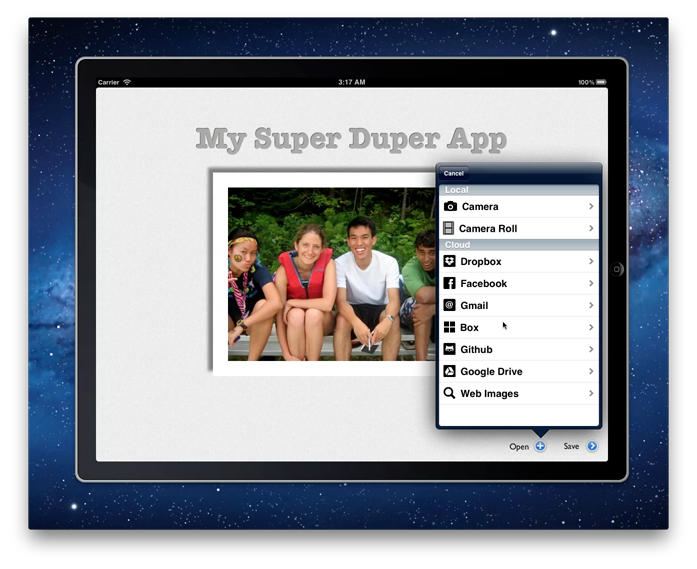 Carrier 3:17 AM 100%
My Super Duper App
Cancel
Local
Camera
Camera Roll
Cloud
Dropbox
Facebook
Gmail
Box
Github
Google Drive
Web Images
Open Save